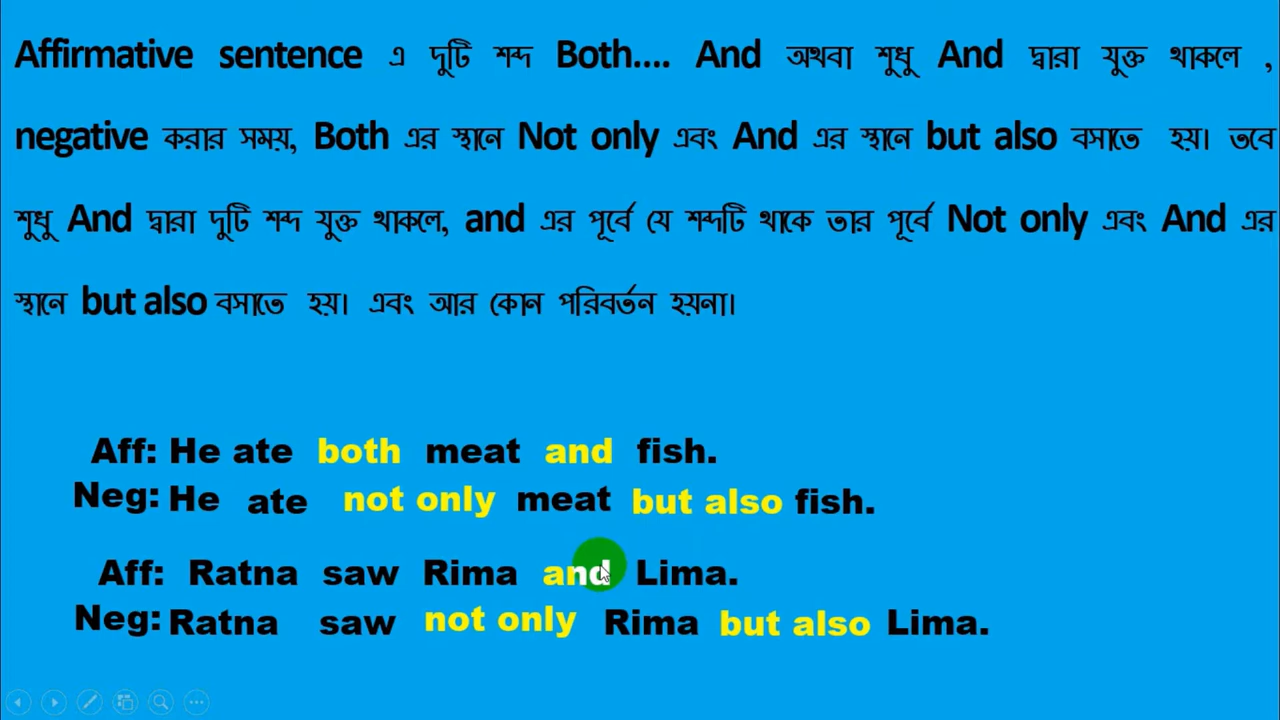 Affirmative sentence এ দুটি শব্দ Both.... And অথবা শুধু And দ্বারা যুক্ত থাকলে ,
negative করার সময়, Both এর স্থানে Not only এবং And এর স্থানে but also বসাতে হয়। তবে
শুধু And দ্বারা দুটি শব্দ যুক্ত থাকলে, and এর পূর্বে যে শব্দটি থাকে তার পূর্বে Not only এবং And এর
স্থানে but also বসাতে হয়। এবং আর কোন পরিবর্তন হয়না।
Aff: He ate both meat and fish.
Neg: He ate not only meat but also fish.
Aff: Ratna saw Rima and Lima.
Neg: Ratna saw not only Rima but also Lima.